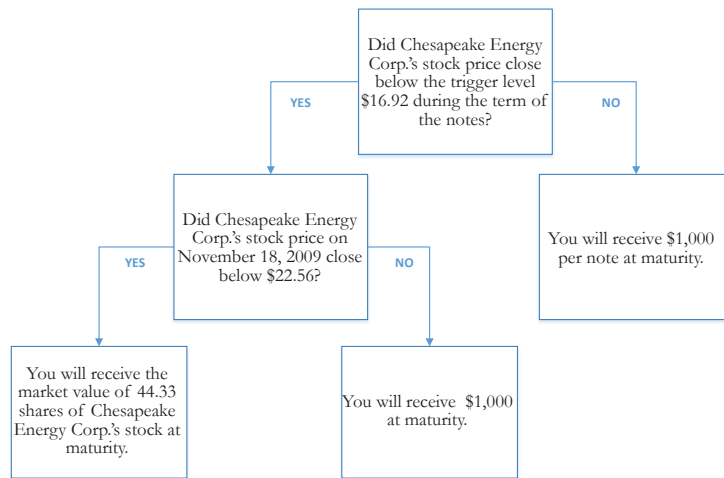 Did Chesapeake Energy
Corp.'s stock price close
below the trigger level
$16.92 during the term of
the notes?
YES
NO
Did Chesapeake Energy
Corp.'s stock price on
November 18, 2009 close
below $22.56?
You will receive $1,000
per note at maturity.
YES
NO
You will receive the
market value of 44.33
shares of Chesapeake
Energy Corp.'s stock at
maturity.
You will receive $1,000
at maturity.